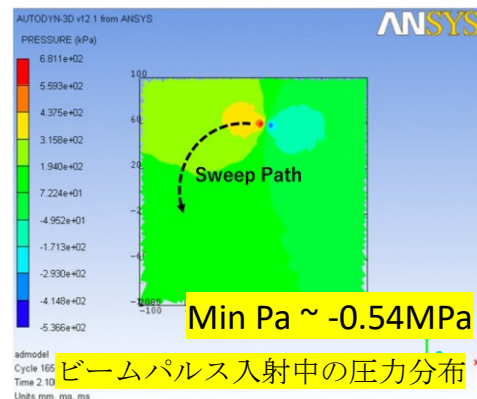 AUTODYN-3D v12.1 from ANSYS
ANSYS
PRESSURE (kPa)
6.811e+02
5.593e+02
4.375e+02
3.158e+02
1.940e+02
7.224e+01
-4.952e+01
-1.713e+02
-2.930e+02
-4.148e+02
-5.366e+02
100
60
20
-100
Sweep Path
Min Pa ~ -0.54MPa
admodel
Cycle 165
Time 2.10
Units mm, mg, ms
ビームパルス入射中の圧力分布